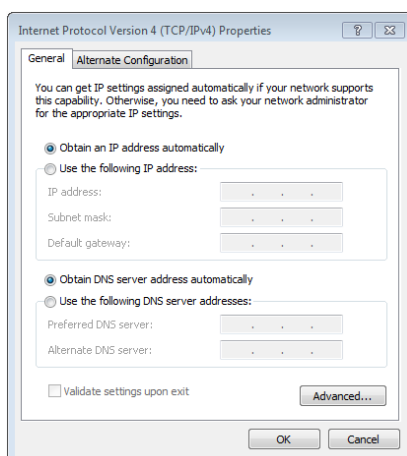 Internet Protocol Version 4 (TCP/IPv4) Properties
General
Alternate Configuration
You can get IP settings assigned automatically if your network supports
this capability. Otherwise, you need to ask your network administrator
for the appropriate IP settings.
Obtain an IP address automatically
Use the following IP address:
IP address:
Subnet mask:
Default gateway:
Obtain DNS server address automatically
Use the following DNS server addresses:
Preferred DNS server:
Alternate DNS server:
Validate settings upon exit
Advanced...
OK
Cancel